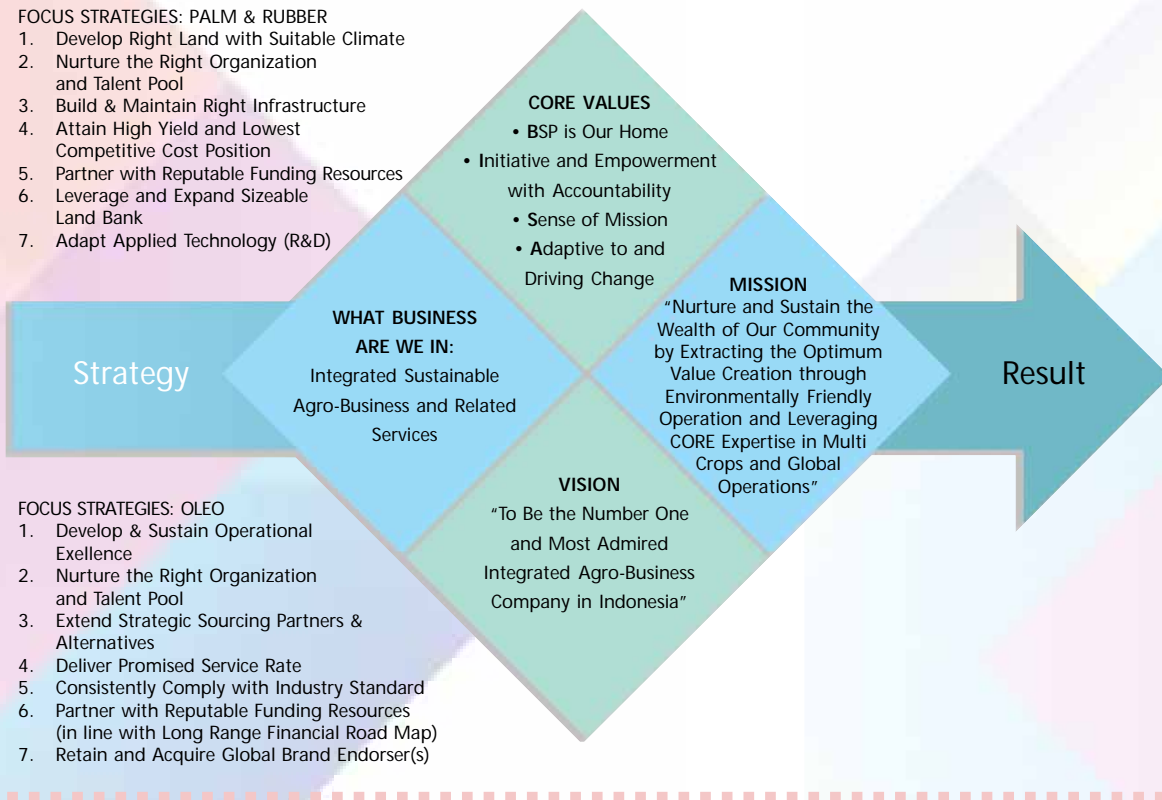 FOCUS STRATEGIES: PALM & RUBBER
1. Develop Right Land with Suitable Climate
2. Nurture the Right Organization
and Talent Pool
3. Build & Maintain Right Infrastructure
4. Attain High Yield and Lowest
Competitive Cost Position
5. Partner with Reputable Funding Resources
6. Leverage and Expand Sizeable
Land Bank
7. Adapt Applied Technology (R&D)
CORE VALUES
• BSP is Our Home
• Initiative and Empowerment
with Accountability
• Sense of Mission
• Adaptive to and
Driving Change
Strategy
WHAT BUSINESS
ARE WE IN:
Integrated Sustainable
Agro-Business and Related
Services
MISSION
“Nurture and Sustain the
Wealth of Our Community
by Extracting the Optimum
Value Creation through
Environmentally Friendly
Operation and Leveraging
CORE Expertise in Multi
Crops and Global
Operations”
Result
VISION
“To Be the Number One
and Most Admired
Integrated Agro-Business
Company in Indonesia”
FOCUS STRATEGIES: OLEO
1. Develop & Sustain Operational
Exellence
2. Nurture the Right Organization
and Talent Pool
3. Extend Strategic Sourcing Partners &
Alternatives
4. Deliver Promised Service Rate
5. Consistently Comply with Industry Standard
6. Partner with Reputable Funding Resources
(in line with Long Range Financial Road Map)
7. Retain and Acquire Global Brand Endorser(s)